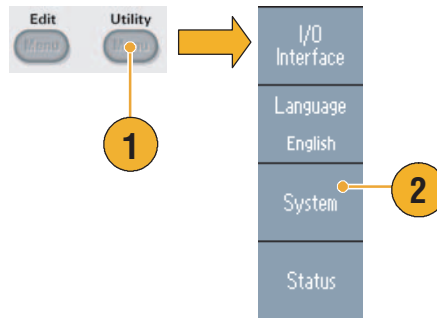 Edit
Utility
Menu
Menu
1
I/O
Interface
Language
English
System
2
Status